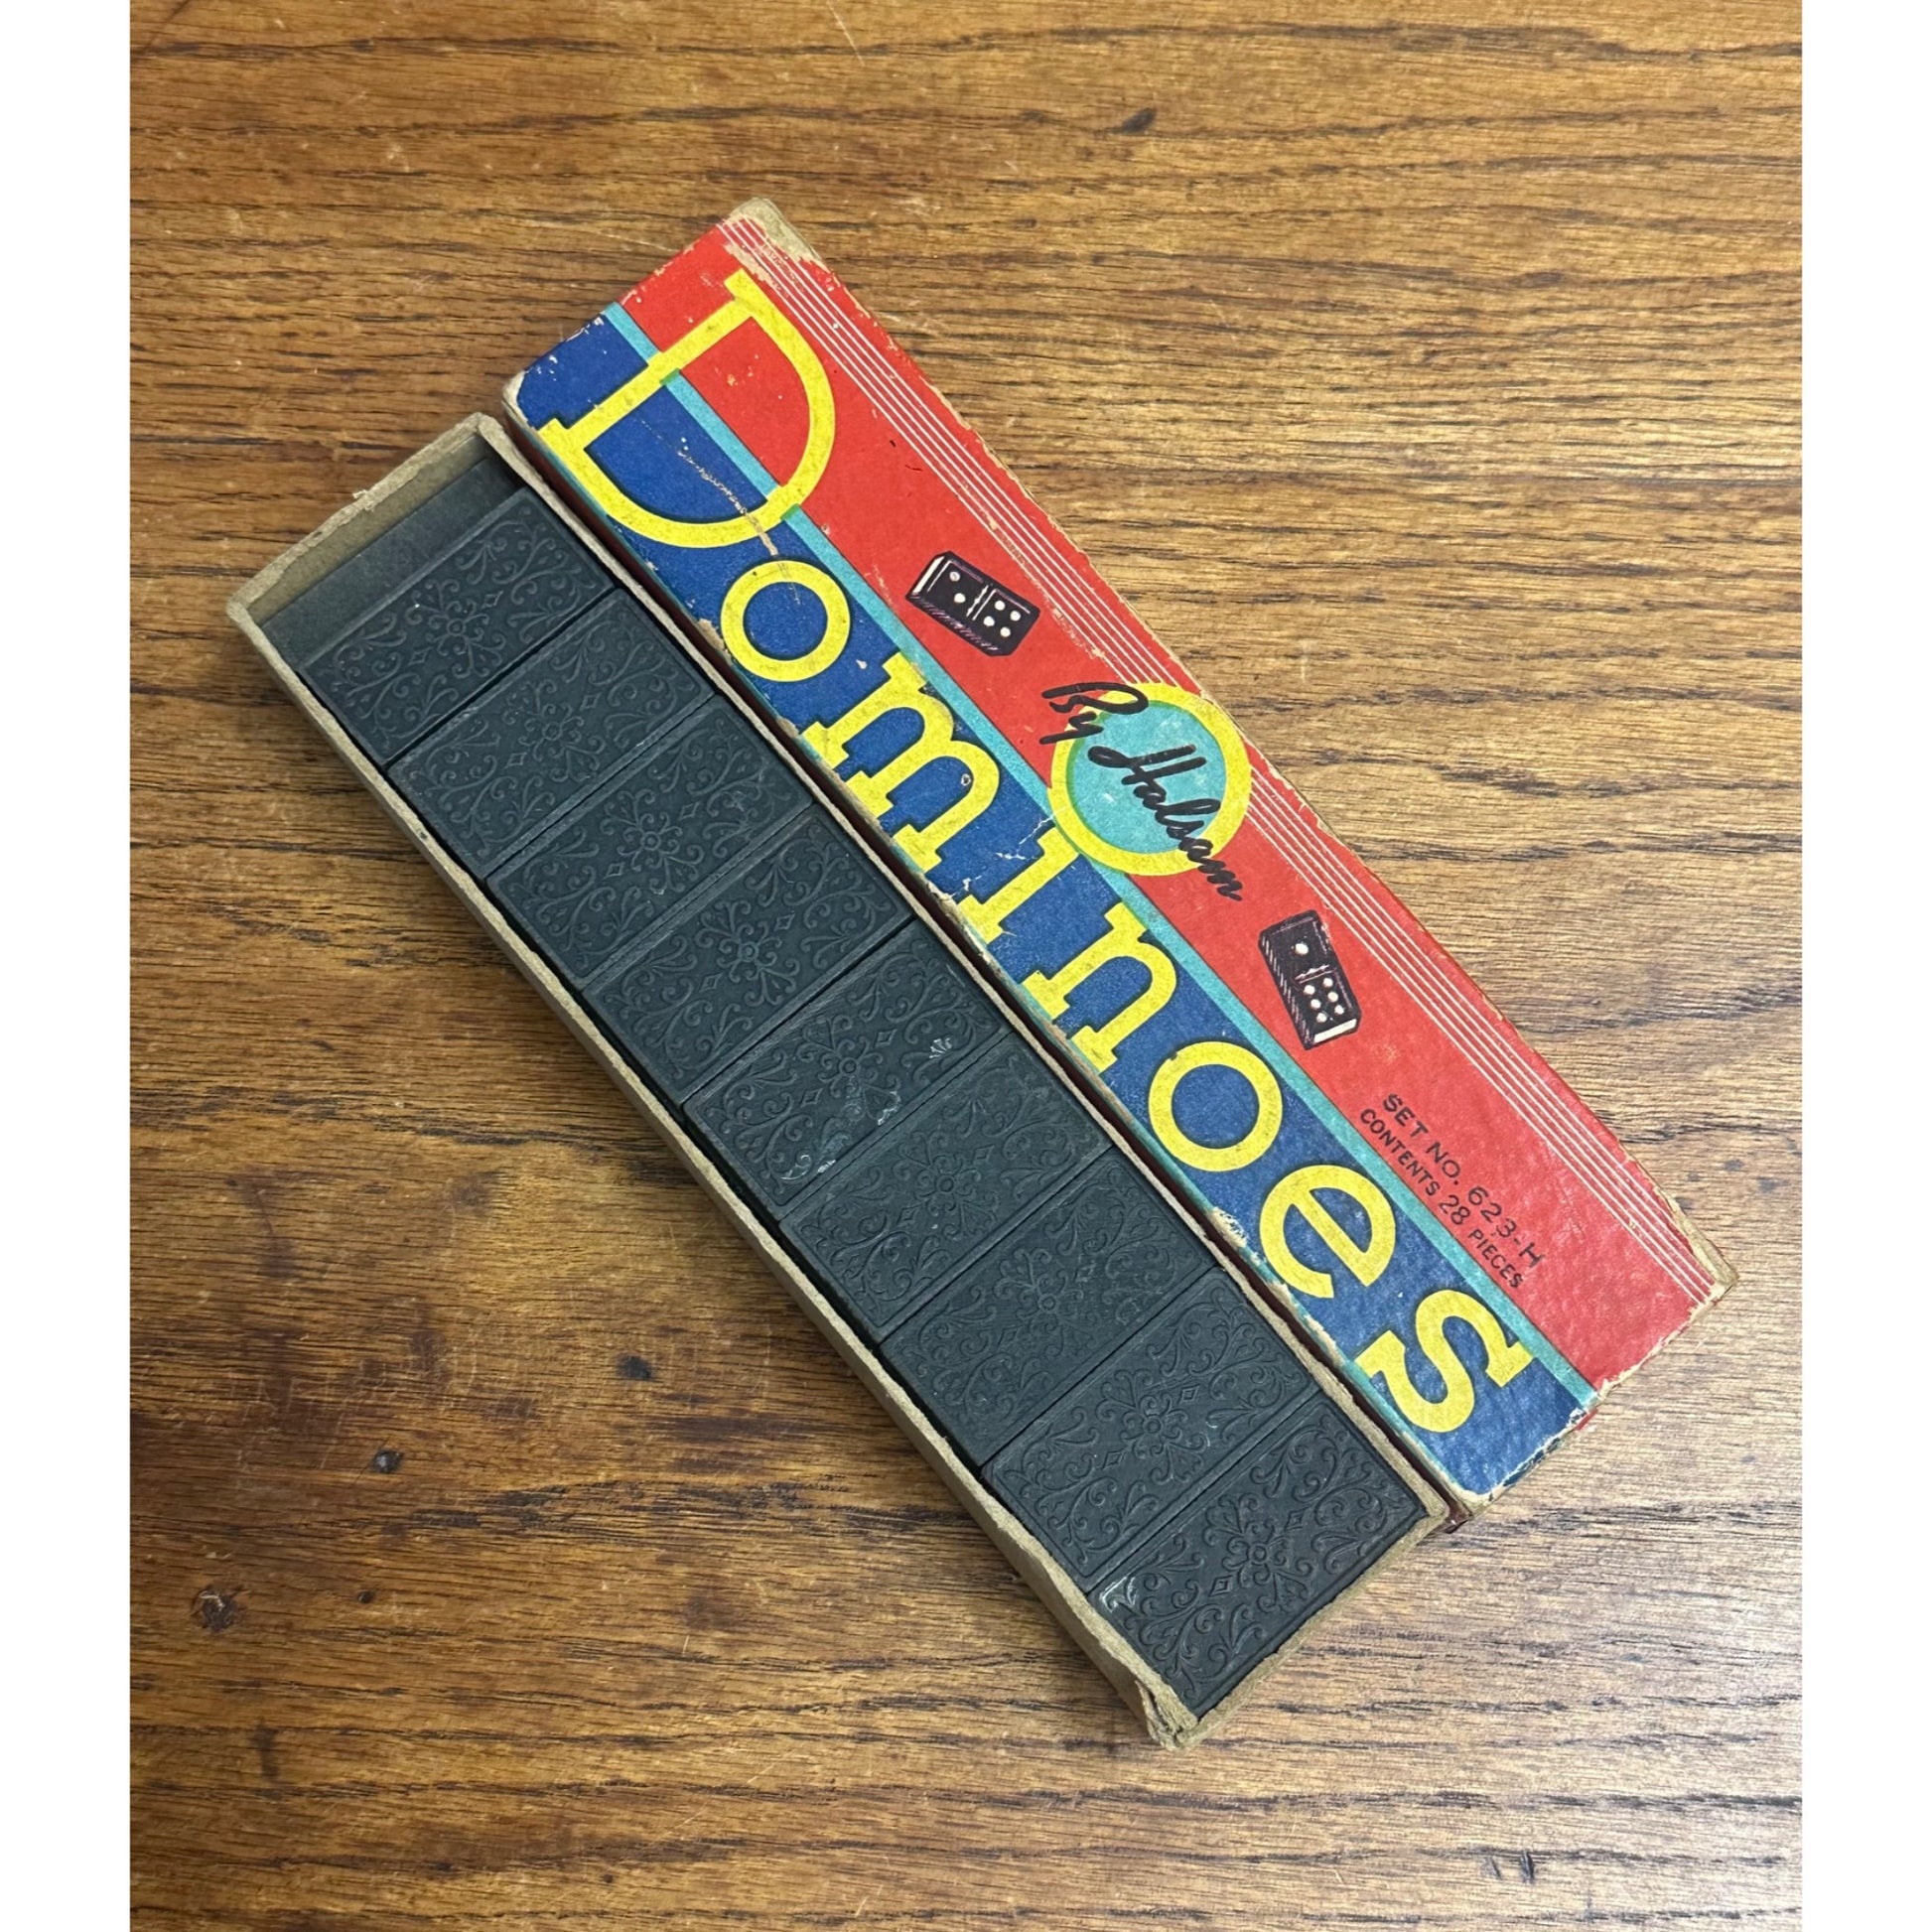 Dominoes
By Halsam
SET NO. 623-H
CONTENTS 28 PIECES